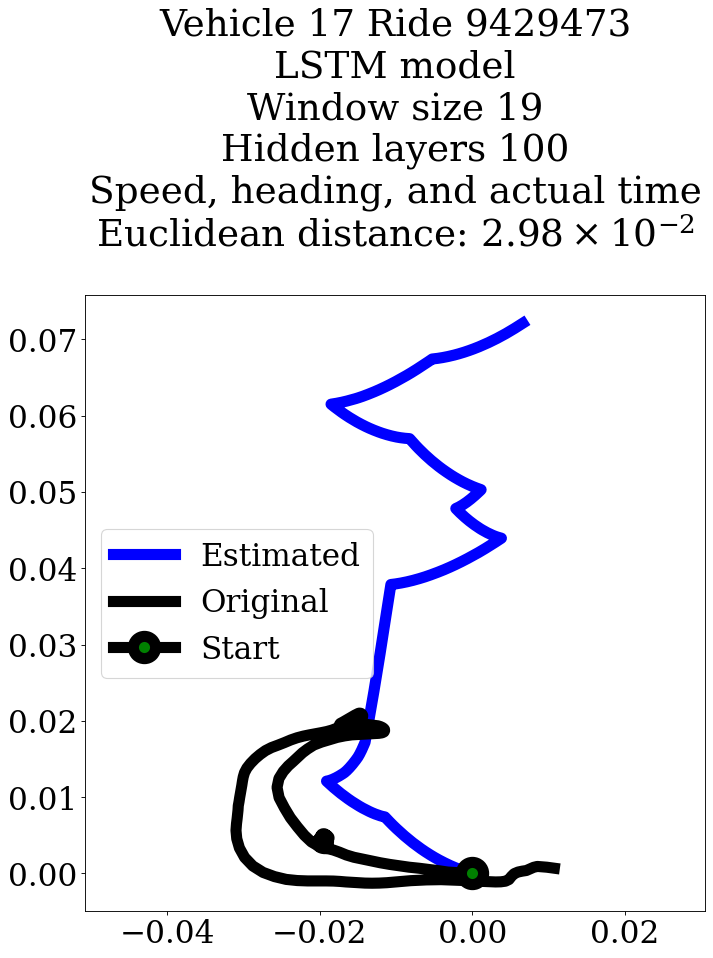 Vehicle 17 Ride 9429473
LSTM model
Window size 19
Hidden layers 100
Speed, heading, and actual time
Euclidean distance: 2.98 × 10⁻²
0.07
0.06
0.05
0.04
0.03
0.02
0.01
0.00
Estimated
Original
Start
−0.04 −0.02 0.00 0.02